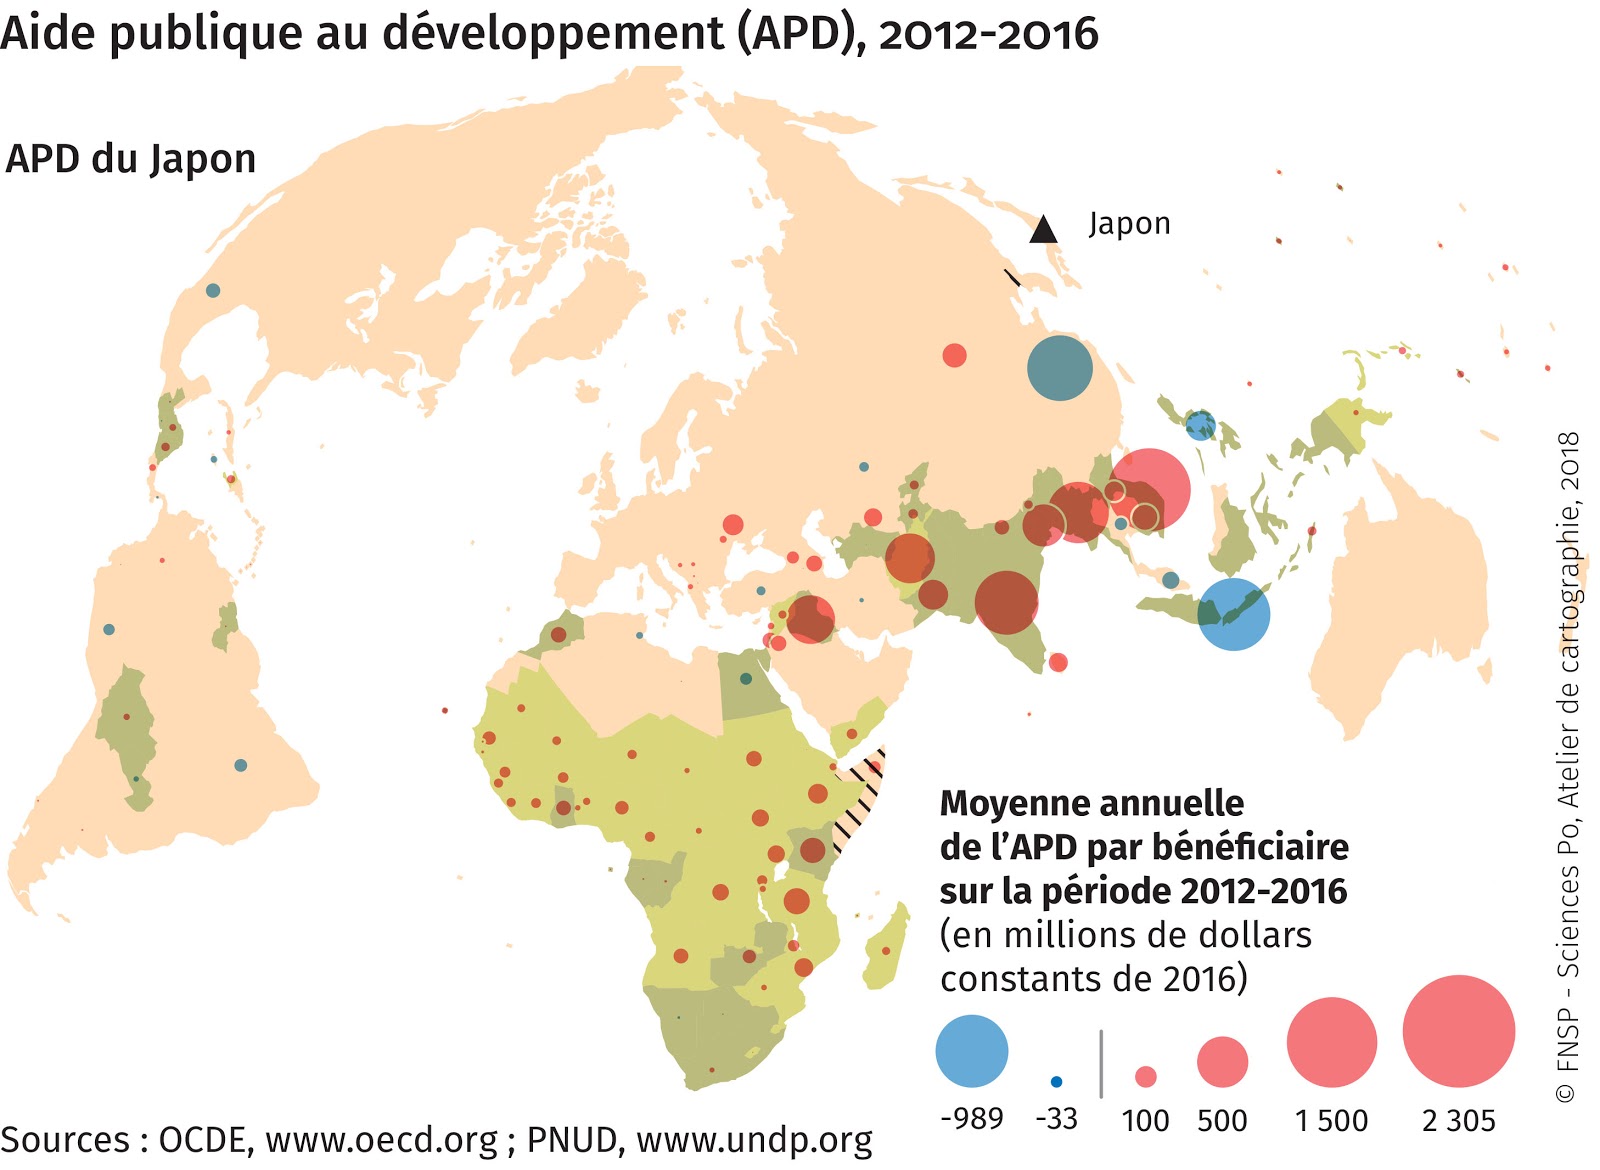 Aide publique au développement (APD), 2012-2016
APD du Japon
Japon
Moyenne annuelle
de l'APD par bénéficiaire
sur la période 2012-2016
(en millions de dollars
constants de 2016)
-989 -33 100 500 1 500 2 305
Sources : OCDE, www.oecd.org ; PNUD, www.undp.org
© FNSP - Sciences Po, Atelier de cartographie, 2018